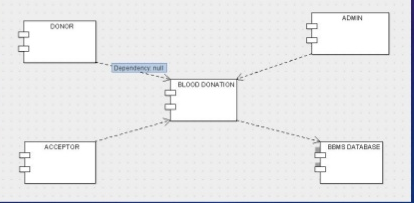 DONOR
ADMIN
Dependency: null
BLOOD DONATION
ACCEPTOR
BBMS DATABASE